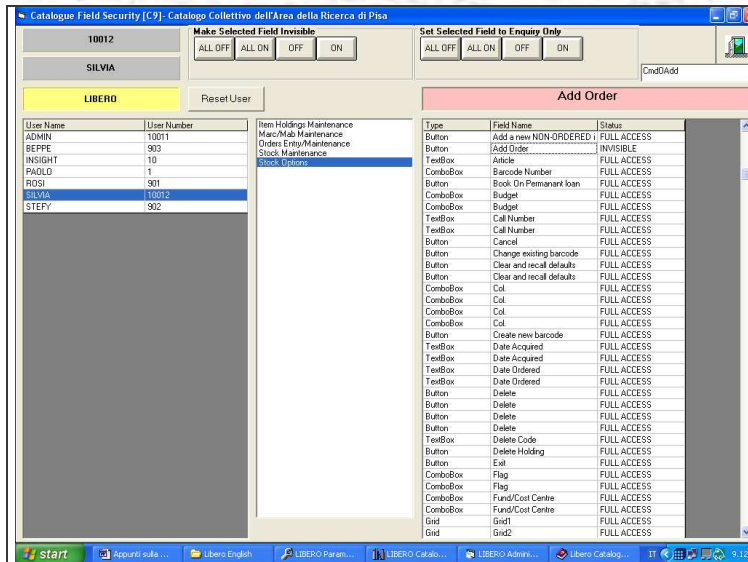 Catalogue Field Security [C9]- Catalogo Collettivo dell'Area della Ricerca di Pisa
10012
SILVIA
Make Selected Field Invisible
ALL OFF ALL ON OFF ON
Set Selected Field to Enquiry Only
ALL OFF ALL ON OFF ON
CmdOAdd
LIBERO
Reset User
Add Order
User Name User Number
ADMIN 10011
BEPPE 903
INSIGHT 10
PAOLO 1
ROSI 901
SILVIA 10012
STEFY 902
Item Holdings Maintenance
Marc/Mab Maintenance
Orders Entry/Maintenance
Stock Maintenance
Stock Options
Type Field Name Status
Button Add a new NON-ORDERED i FULL ACCESS
Button Add Order INVISIBLE
TextBox Article FULL ACCESS
ComboBox Barcode Number FULL ACCESS
Button Book On Permanant loan FULL ACCESS
ComboBox Budget FULL ACCESS
ComboBox Budget FULL ACCESS
TextBox Call Number FULL ACCESS
TextBox Call Number FULL ACCESS
Button Cancel FULL ACCESS
Button Change existing barcode FULL ACCESS
Button Clear and recall defaults FULL ACCESS
Button Clear and recall defaults FULL ACCESS
ComboBox Col. FULL ACCESS
ComboBox Col. FULL ACCESS
ComboBox Col. FULL ACCESS
ComboBox Col. FULL ACCESS
Button Create new barcode FULL ACCESS
TextBox Date Acquired FULL ACCESS
TextBox Date Acquired FULL ACCESS
TextBox Date Ordered FULL ACCESS
TextBox Date Ordered FULL ACCESS
Button Delete FULL ACCESS
Button Delete FULL ACCESS
Button Delete FULL ACCESS
Button Delete FULL ACCESS
TextBox Delete Code FULL ACCESS
Button Delete Holding FULL ACCESS
Button Exit FULL ACCESS
ComboBox Flag FULL ACCESS
ComboBox Flag FULL ACCESS
ComboBox Fund/Cost Centre FULL ACCESS
ComboBox Fund/Cost Centre FULL ACCESS
Grid Grid1 FULL ACCESS
Grid Grid2 FULL ACCESS
start Appunti sulla ... Libero English LIBERO Param... LIBERO Catalo... LIBERO Admini... Libero Catalog... IT 9.12